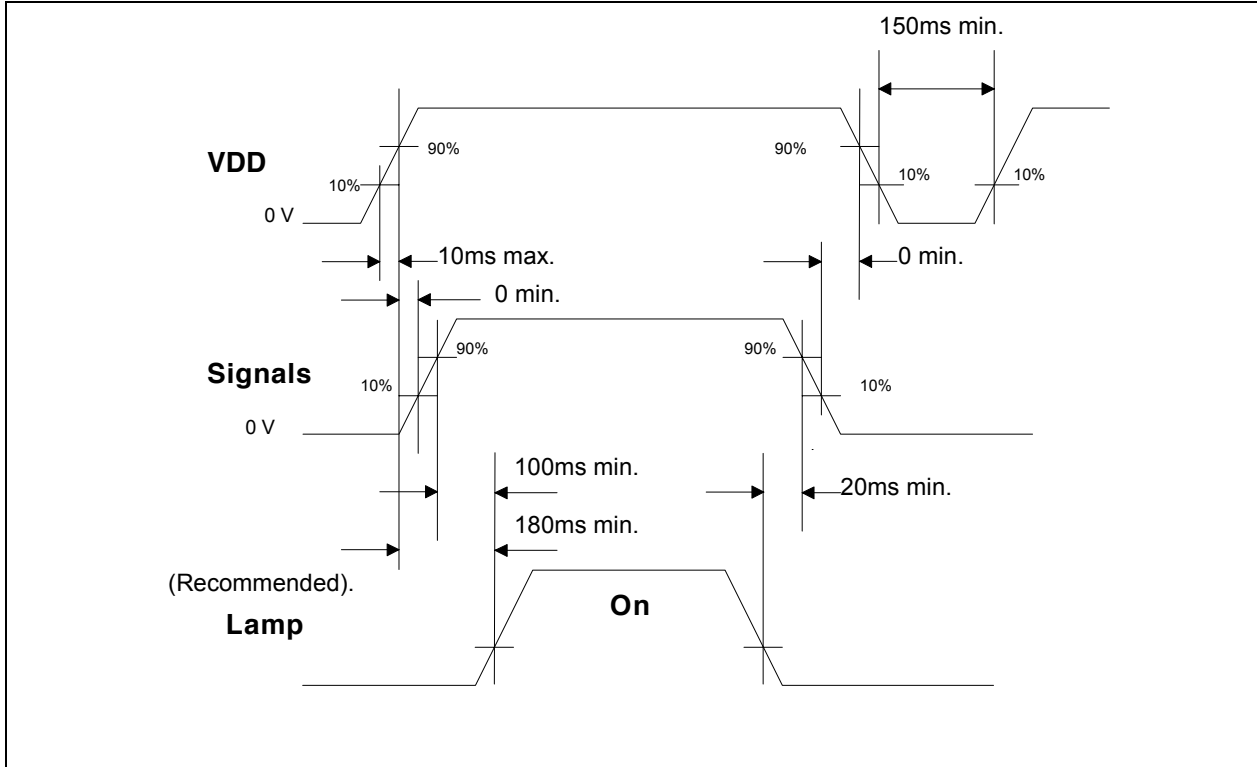 150ms min.
VDD
90%
90%
10%
10%
10%
0 V
10ms max.
0 min.
0 min.
90%
90%
Signals
10%
10%
0 V
100ms min.
20ms min.
180ms min.
(Recommended).
On
Lamp